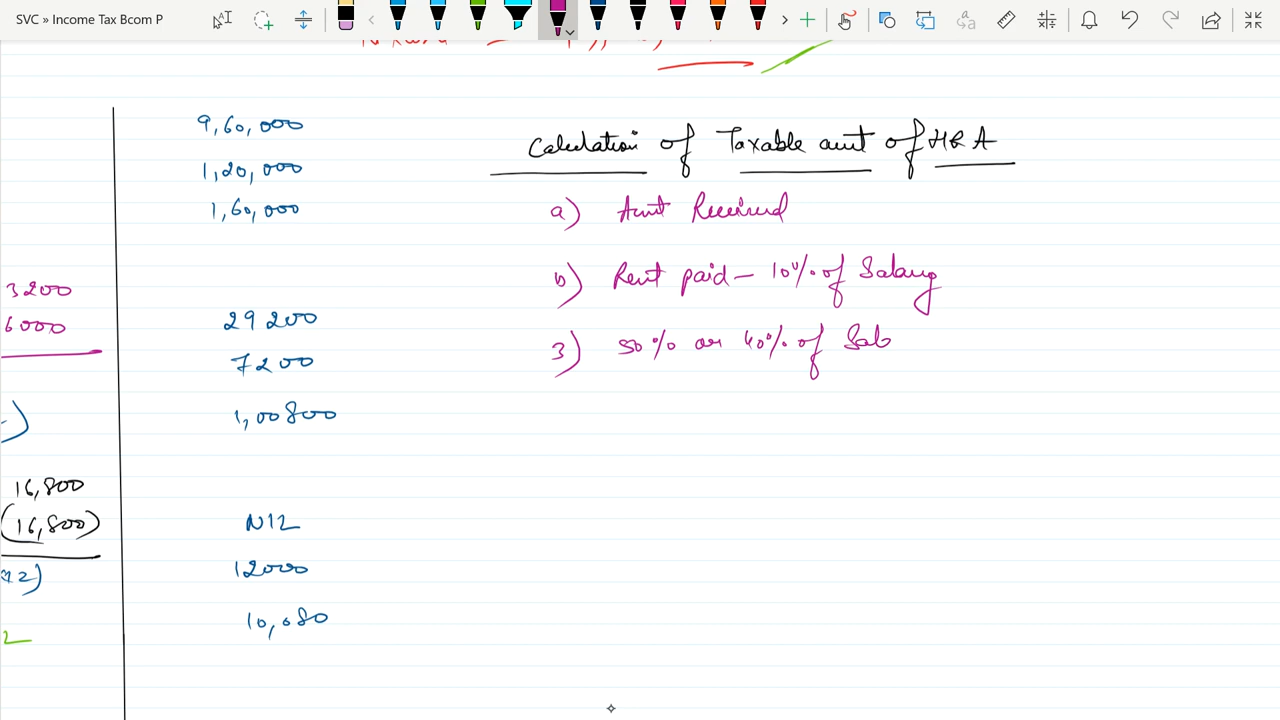 SVC » Income Tax Bcom P
9,60,000
1,20,000
1,60,000
3200
6000
29200
7200
1,00800
16,800
(16,800)
NIL
12000
10,080
Calculation of Taxable amt of HRA
a) Amt Received
b) Rent paid - 10% of Salary
3) 50% or 40% of Sal